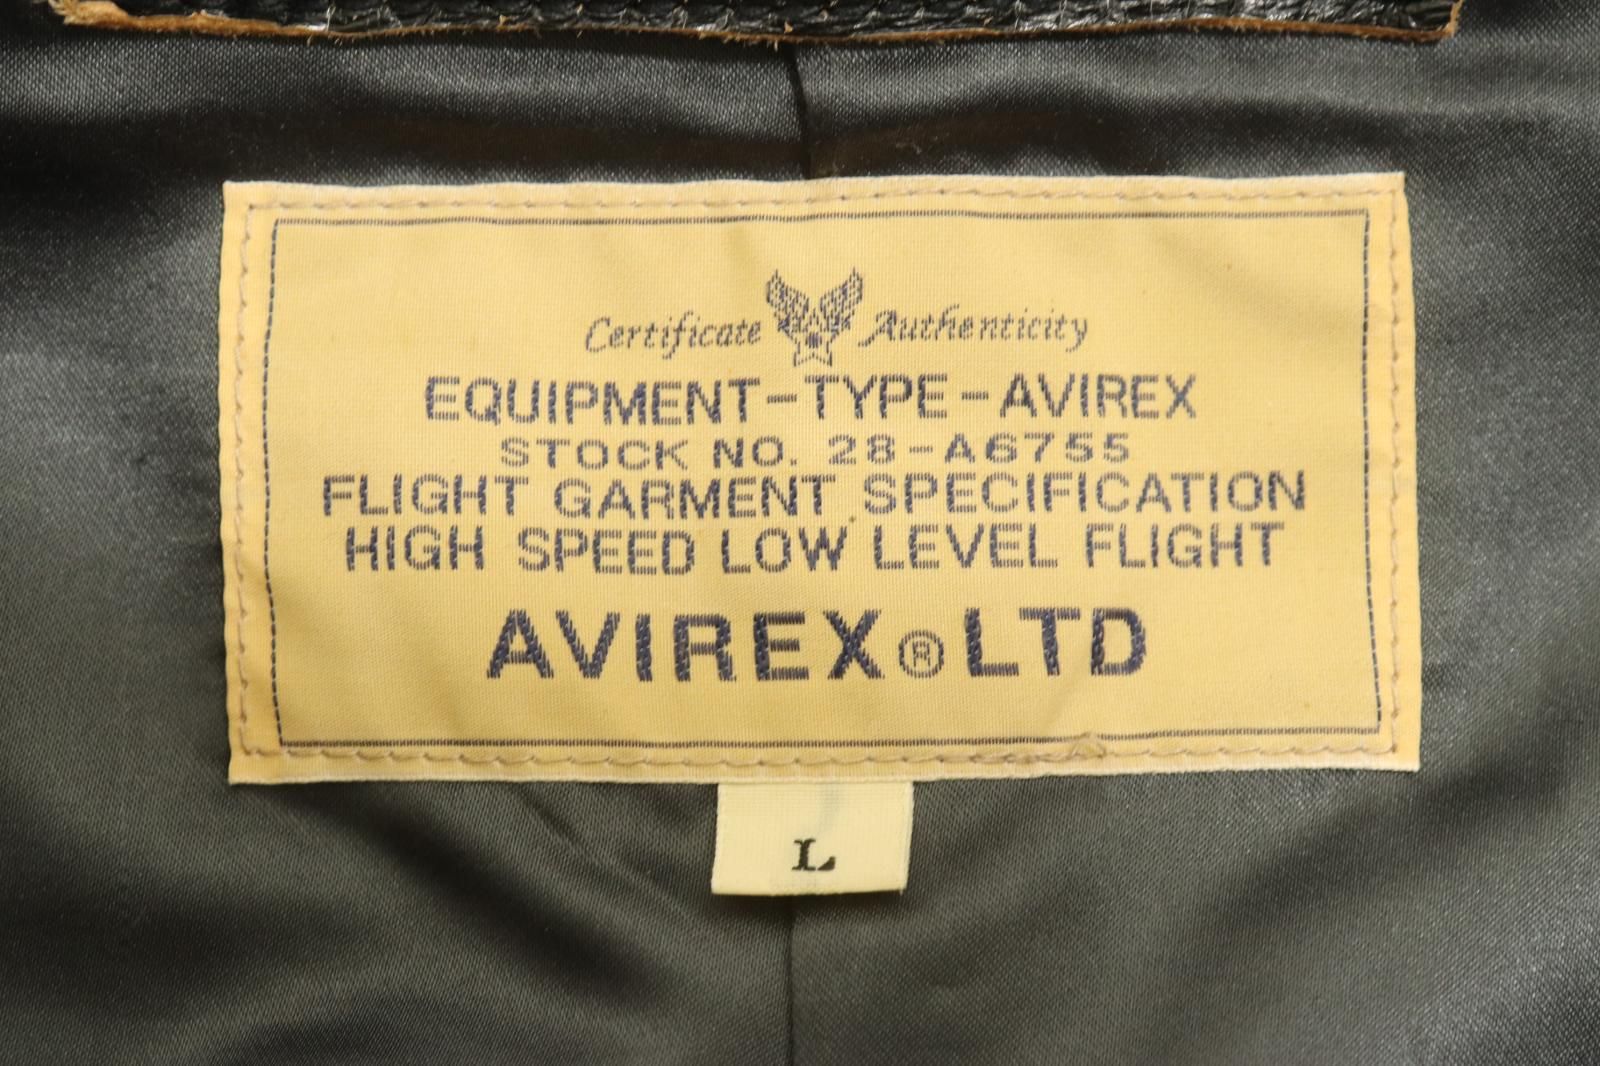 Certificate Authenticity
EQUIPMENT-TYPE-AVIREX
STOCK NO. 28-A6755
FLIGHT GARMENT SPECIFICATION
HIGH SPEED LOW LEVEL FLIGHT
AVIREX®LTD
L